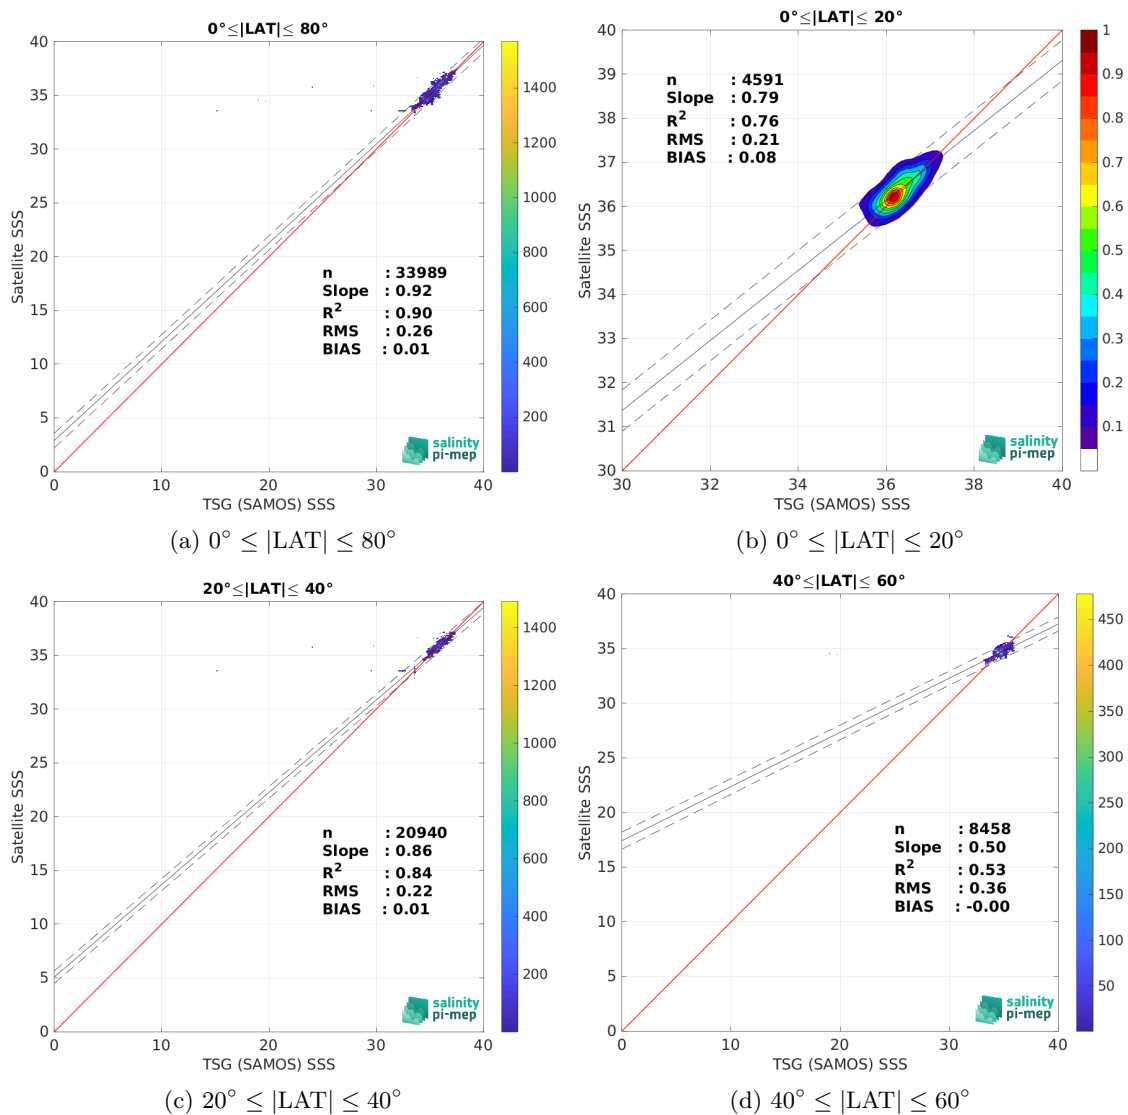 0°≤|LAT|≤ 80°
40
35
30
25
20
15
10
5
0
0
10
20
30
40
Satellite SSS
TSG (SAMOS) SSS
n : 33989
Slope : 0.92
R² : 0.90
RMS : 0.26
BIAS : 0.01
salinity
pi-mep
1400
1200
1000
800
600
400
200
(a) 0° ≤ |LAT| ≤ 80°
0°≤|LAT|≤ 20°
40
39
38
37
36
35
34
33
32
31
30
30
32
34
36
38
40
Satellite SSS
TSG (SAMOS) SSS
n : 4591
Slope : 0.79
R² : 0.76
RMS : 0.21
BIAS : 0.08
salinity
pi-mep
1
0.9
0.8
0.7
0.6
0.5
0.4
0.3
0.2
0.1
(b) 0° ≤ |LAT| ≤ 20°
20°≤|LAT|≤ 40°
40
35
30
25
20
15
10
5
0
0
10
20
30
40
Satellite SSS
TSG (SAMOS) SSS
n : 20940
Slope : 0.86
R² : 0.84
RMS : 0.22
BIAS : 0.01
salinity
pi-mep
1400
1200
1000
800
600
400
200
(c) 20° ≤ |LAT| ≤ 40°
40°≤|LAT|≤ 60°
40
35
30
25
20
15
10
5
0
0
10
20
30
40
Satellite SSS
TSG (SAMOS) SSS
n : 8458
Slope : 0.50
R² : 0.53
RMS : 0.36
BIAS : -0.00
salinity
pi-mep
450
400
350
300
250
200
150
100
50
(d) 40° ≤ |LAT| ≤ 60°